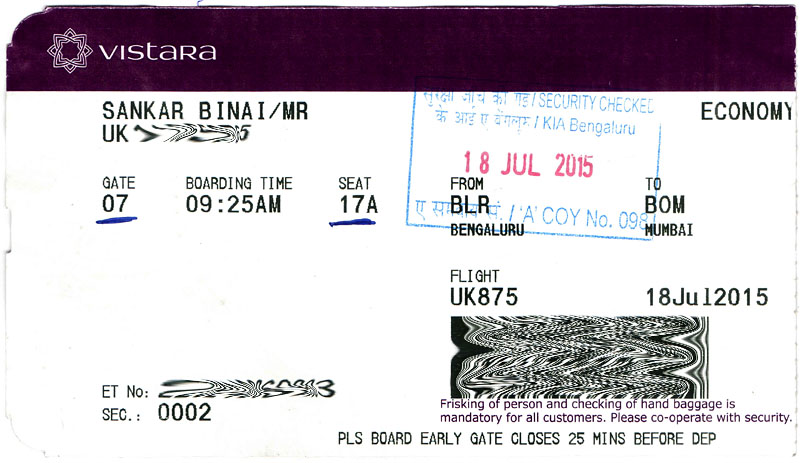 VISTARA
SANKAR BINAI/MR
ECONOMY
UK
सुरक्षा जाँच की गई / SECURITY CHECKED
के आई ए बेंगलूरु / KIA Bengaluru
18 JUL 2015
/ 'A' COY No. 098
GATE BOARDING TIME SEAT FROM TO
07 09:25AM 17A BLR BOM
BENGALURU MUMBAI
FLIGHT
UK875 18Jul2015
ET No:
SEC.: 0002
Frisking of person and checking of hand baggage is
mandatory for all customers. Please co-operate with security.
PLS BOARD EARLY GATE CLOSES 25 MINS BEFORE DEP